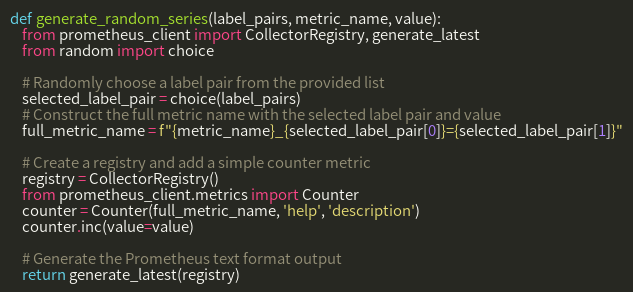 def generate_random_series(label_pairs, metric_name, value):
    from prometheus_client import CollectorRegistry, generate_latest
    from random import choice

    # Randomly choose a label pair from the provided list
    selected_label_pair = choice(label_pairs)
    # Construct the full metric name with the selected label pair and value
    full_metric_name = f"{metric_name}_{selected_label_pair[0]}={selected_label_pair[1]}"

    # Create a registry and add a simple counter metric
    registry = CollectorRegistry()
    from prometheus_client.metrics import Counter
    counter = Counter(full_metric_name, 'help', 'description')
    counter.inc(value=value)

    # Generate the Prometheus text format output
    return generate_latest(registry)